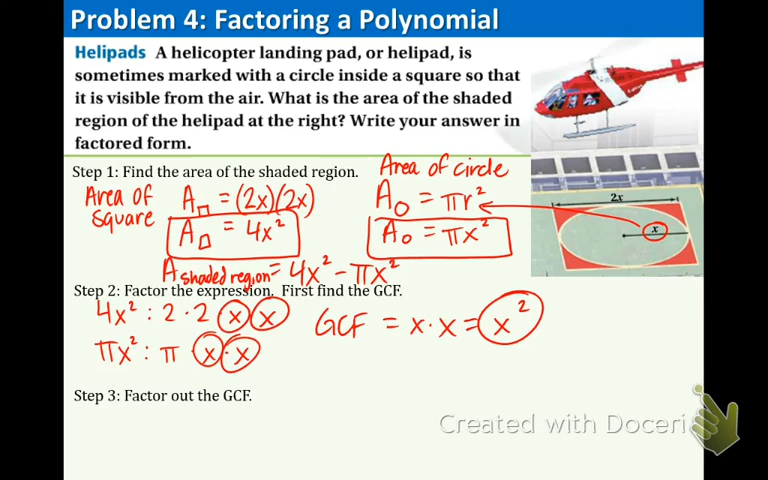 Problem 4: Factoring a Polynomial
Helipads A helicopter landing pad, or helipad, is
sometimes marked with a circle inside a square so that
it is visible from the air. What is the area of the shaded
region of the helipad at the right? Write your answer in
factored form.
Step 1: Find the area of the shaded region.
Area of circle
Area of
square
A□ = (2x)(2x)
A□ = 4x²
A○ = πr²
A○ = πx²
2x
x
A shaded region = 4x² − πx²
Step 2: Factor the expression. First find the GCF.
4x² : 2 · 2 x x
πx² : π x · x
GCF = x · x = x²
Step 3: Factor out the GCF.
Created with Doceri